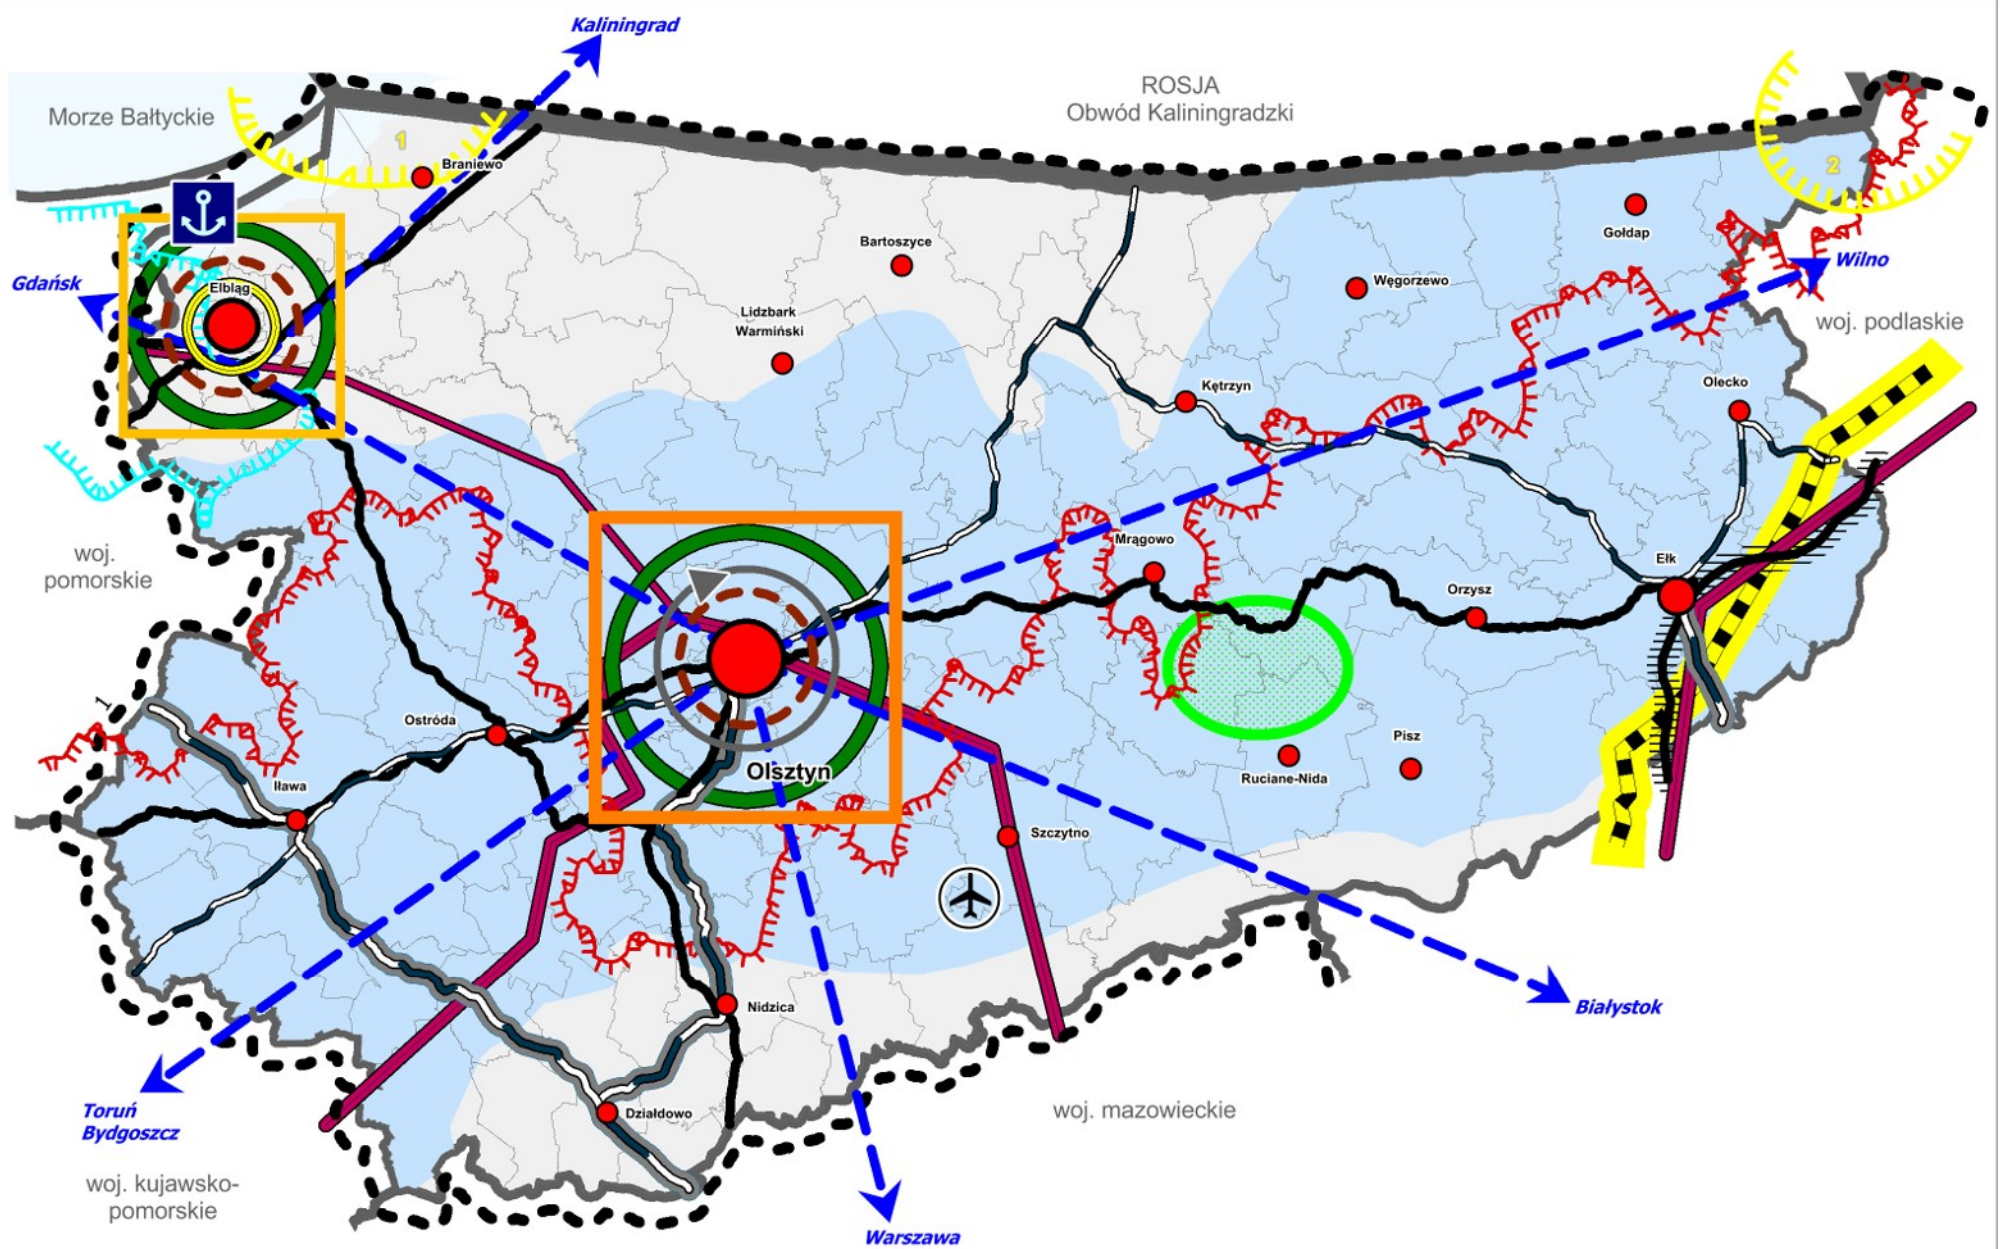 Kaliningrad
ROSJA
Obwód Kaliningradzki
Morze Bałtyckie
1
Braniewo
2
Gołdap
Bartoszyce
Wilno
Gdańsk
Elbląg
Węgorzewo
Lidzbark
Warmiński
woj. podlaskie
Kętrzyn
Olecko
woj.
pomorskie
Mrągowo
Ełk
Orzysz
1
Ostróda
Pisz
Olsztyn
Ruciane-Nida
Iława
Szczytno
Nidzica
Białystok
Toruń
Bydgoszcz
Działdowo
woj. mazowieckie
woj. kujawsko-
pomorskie
Warszawa